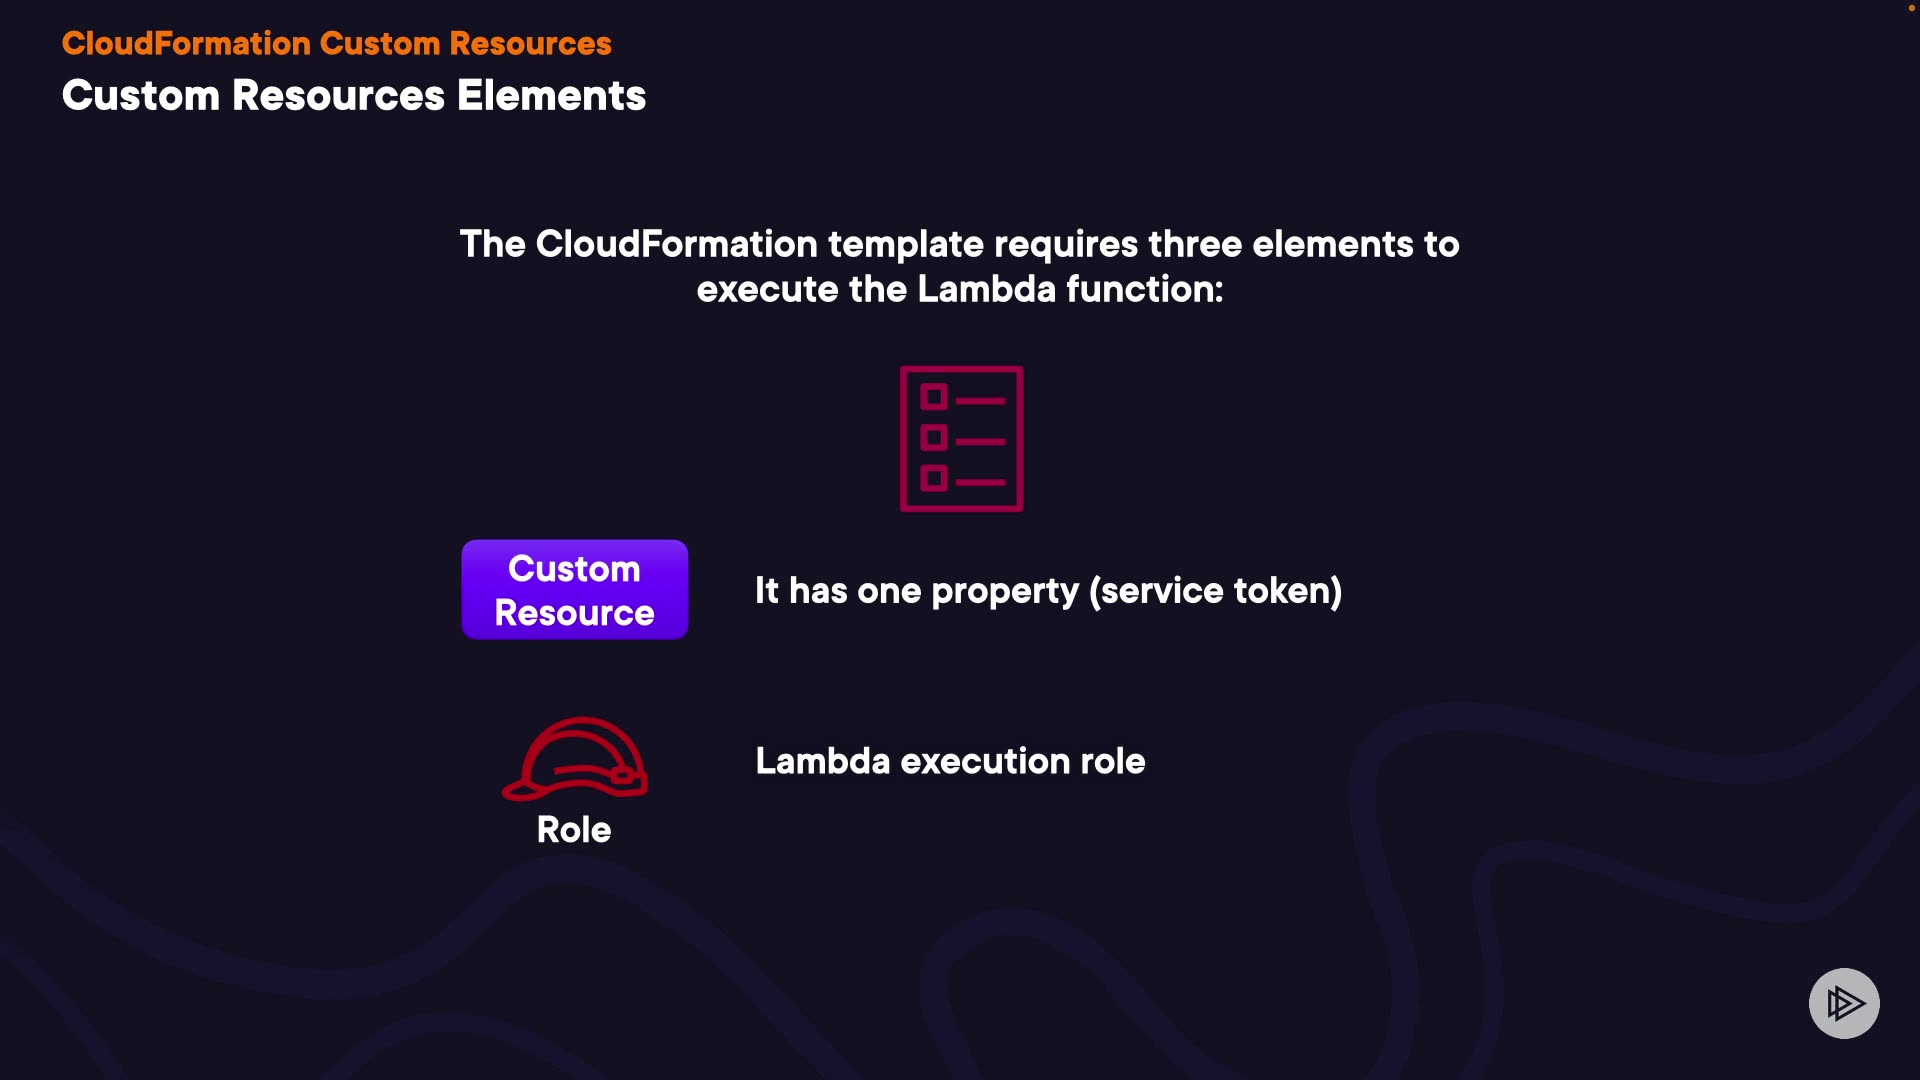 CloudFormation Custom Resources
Custom Resources Elements
The CloudFormation template requires three elements to
execute the Lambda function:
Custom
Resource
It has one property (service token)
Lambda execution role
Role